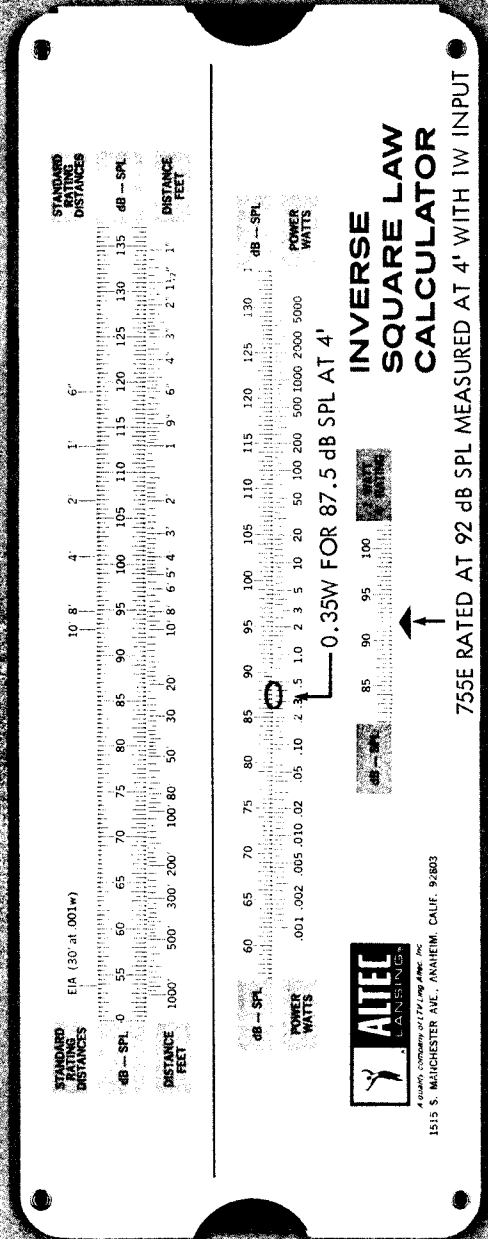 STANDARD
RATING
DISTANCES
EIA (30' at .001w) 10' 8' 4' 2' 1' 6"
STANDARD
RATING
DISTANCES
dB — SPL
-0 55 60 65 70 75 80 85 90 95 100 105 110 115 120 125 130 135
dB — SPL
DISTANCE
FEET
1000' 500' 300' 200' 100' 80 50 30 20 10' 8' 6' 5' 4 3' 2' 1 9" 6" 4" 3" 2" 1½" 1"
DISTANCE
FEET
dB — SPL
60 65 70 75 80 85 90 95 100 105 110 115 120 125 130 1
dB — SPL
POWER
WATTS
.001 .002 .005 .010 .02 .05 .10 .2 .3 .5 1.0 2 3 5 10 20 50 100 200 500 1000 2000 5000
POWER
WATTS
0.35W FOR 87.5 dB SPL AT 4'
dB — SPL
85 90 95 100
ALTEC
LANSING®
A quality company of LTV Ling Altec, Inc.
1515 S. MANCHESTER AVE., ANAHEIM, CALIF. 92803
INVERSE
SQUARE LAW
CALCULATOR
755E RATED AT 92 dB SPL MEASURED AT 4' WITH 1W INPUT